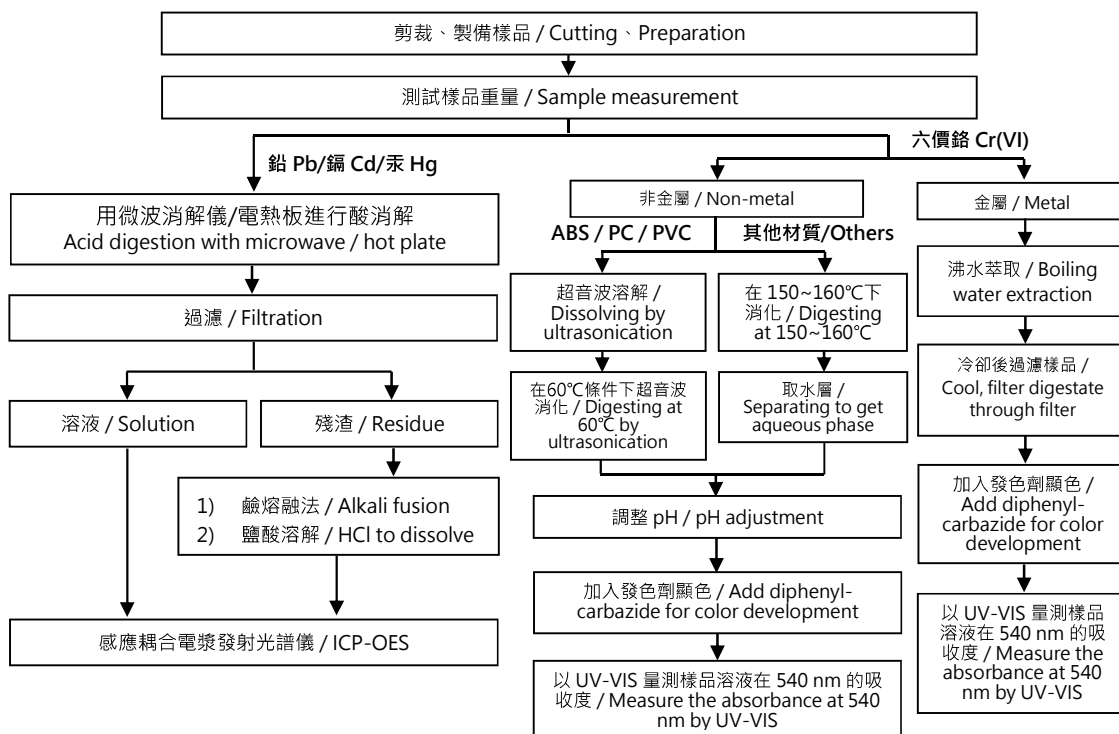 剪裁、製備樣品 / Cutting、Preparation
測試樣品重量 / Sample measurement
鉛 Pb/鎘 Cd/汞 Hg
用微波消解儀/電熱板進行酸消解
Acid digestion with microwave / hot plate
過濾 / Filtration
溶液 / Solution
殘渣 / Residue
1) 鹼熔融法 / Alkali fusion
2) 鹽酸溶解 / HCl to dissolve
感應耦合電漿發射光譜儀 / ICP-OES
六價鉻 Cr(VI)
非金屬 / Non-metal
ABS / PC / PVC
超音波溶解 /
Dissolving by
ultrasonication
在60℃條件下超音波
消化 / Digesting at
60℃ by
ultrasonication
其他材質/Others
在 150~160℃下
消化 / Digesting
at 150~160℃
取水層 /
Separating to get
aqueous phase
調整 pH / pH adjustment
加入發色劑顯色 / Add diphenyl-
carbazide for color development
以 UV-VIS 量測樣品溶液在 540 nm 的吸
收度 / Measure the absorbance at 540
nm by UV-VIS
金屬 / Metal
沸水萃取 / Boiling
water extraction
冷卻後過濾樣品 /
Cool, filter digestate
through filter
加入發色劑顯色 /
Add diphenyl-
carbazide for color
development
以 UV-VIS 量測樣品
溶液在 540 nm 的吸
收度 / Measure the
absorbance at 540
nm by UV-VIS